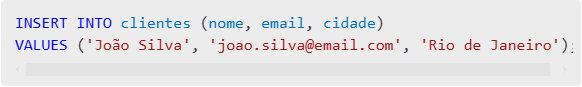 INSERT INTO clientes (nome, email, cidade)
VALUES ('João Silva', 'joao.silva@email.com', 'Rio de Janeiro');